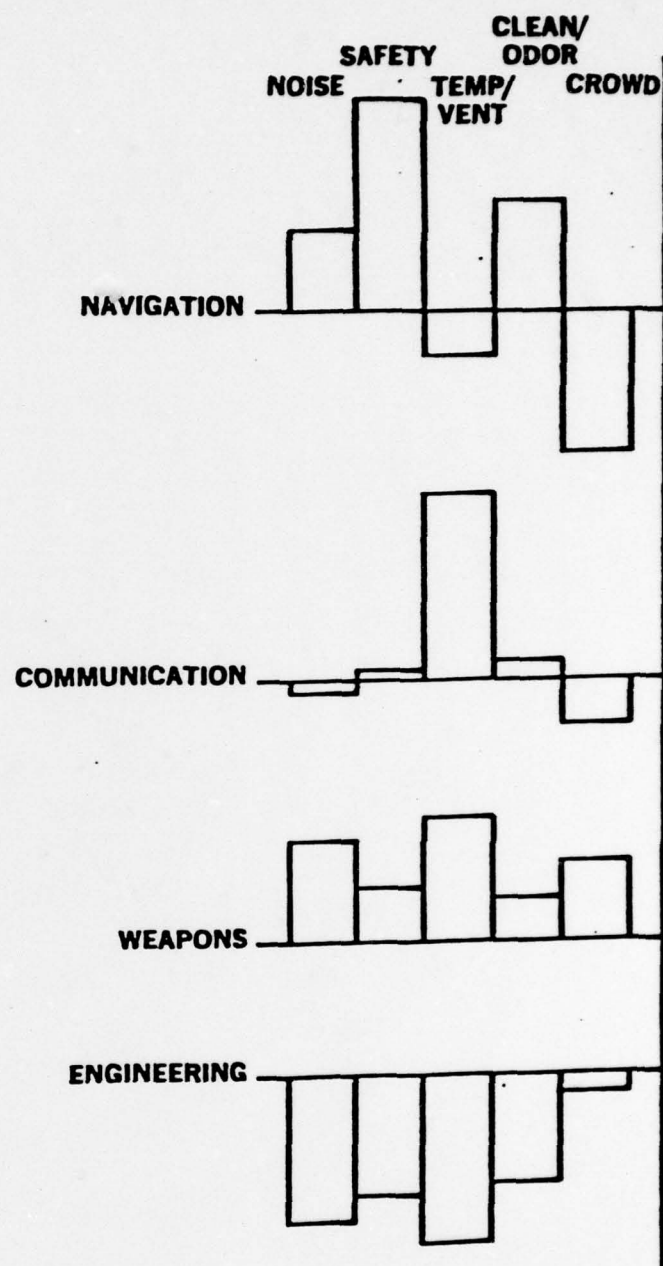 CLEAN/
SAFETY ODOR
NOISE TEMP/ CROWD
VENT
NAVIGATION
COMMUNICATION
WEAPONS
ENGINEERING